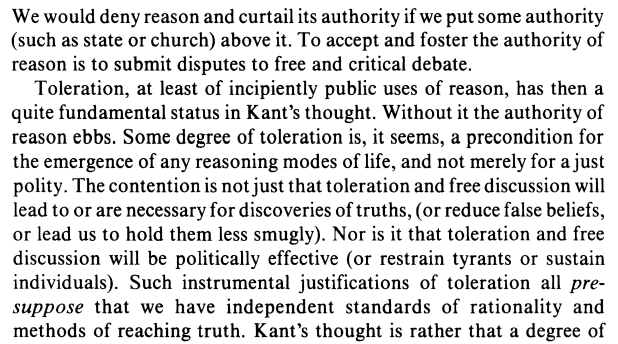 We would deny reason and curtail its authority if we put some authority
(such as state or church) above it. To accept and foster the authority of
reason is to submit disputes to free and critical debate.
Toleration, at least of incipiently public uses of reason, has then a
quite fundamental status in Kant's thought. Without it the authority of
reason ebbs. Some degree of toleration is, it seems, a precondition for
the emergence of any reasoning modes of life, and not merely for a just
polity. The contention is not just that toleration and free discussion will
lead to or are necessary for discoveries of truths, (or reduce false beliefs,
or lead us to hold them less smugly). Nor is it that toleration and free
discussion will be politically effective (or restrain tyrants or sustain
individuals). Such instrumental justifications of toleration all pre-
suppose that we have independent standards of rationality and
methods of reaching truth. Kant's thought is rather that a degree of